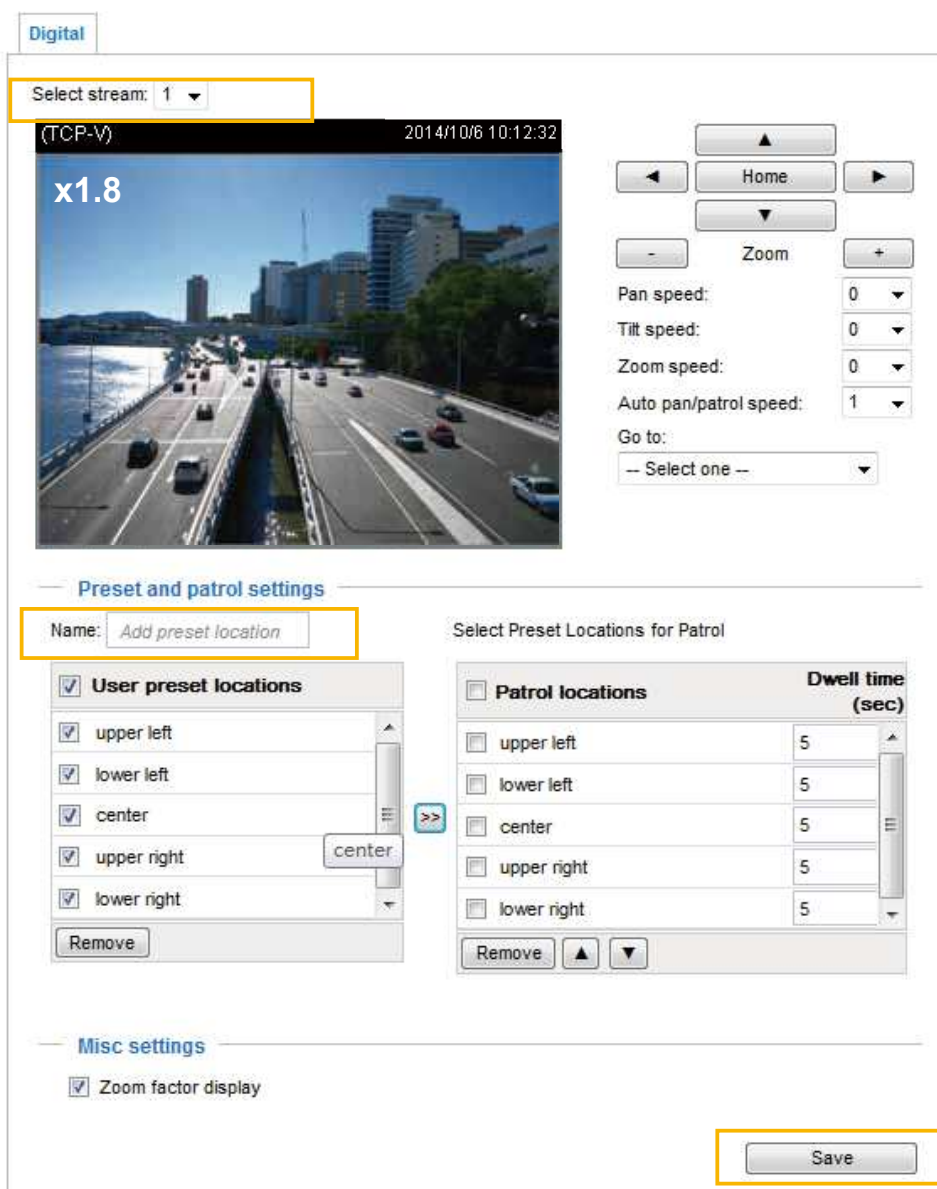 Digital
Select stream: 1
(TCP-V) 2014/10/6 10:12:32
x1.8
Home
- Zoom +
Pan speed: 0
Tilt speed: 0
Zoom speed: 0
Auto pan/patrol speed: 1
Go to:
-- Select one --
Preset and patrol settings
Name: Add preset location
Select Preset Locations for Patrol
User preset locations
upper left
lower left
center
upper right
lower right
center
Remove
>>
Patrol locations Dwell time (sec)
upper left 5
lower left 5
center 5
upper right 5
lower right 5
Remove
Misc settings
Zoom factor display
Save